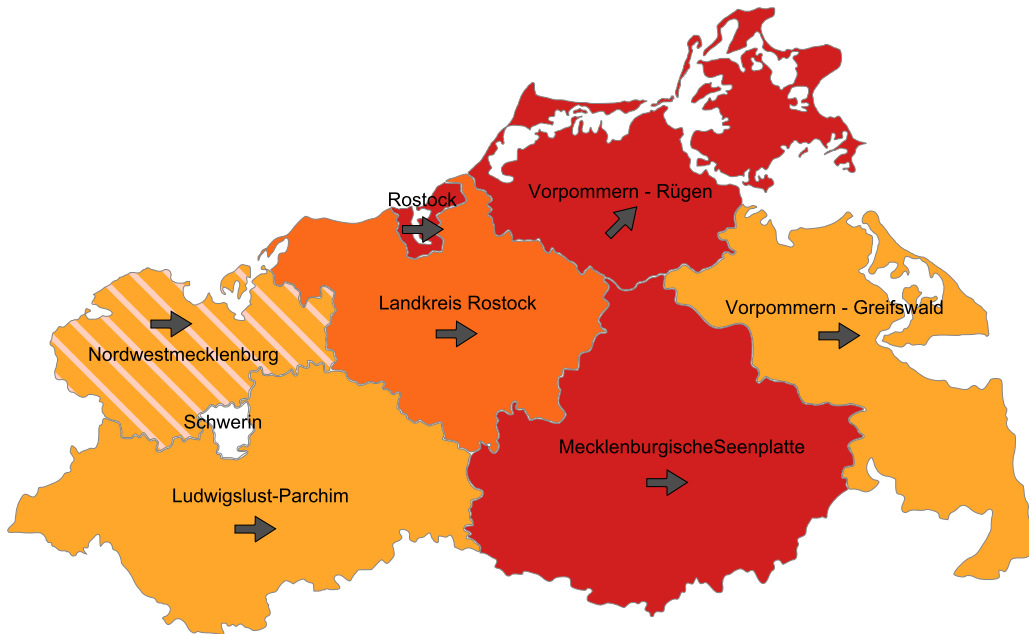 Rostock
Vorpommern - Rügen
Landkreis Rostock
Vorpommern - Greifswald
Nordwestmecklenburg
Schwerin
MecklenburgischeSeenplatte
Ludwigslust-Parchim